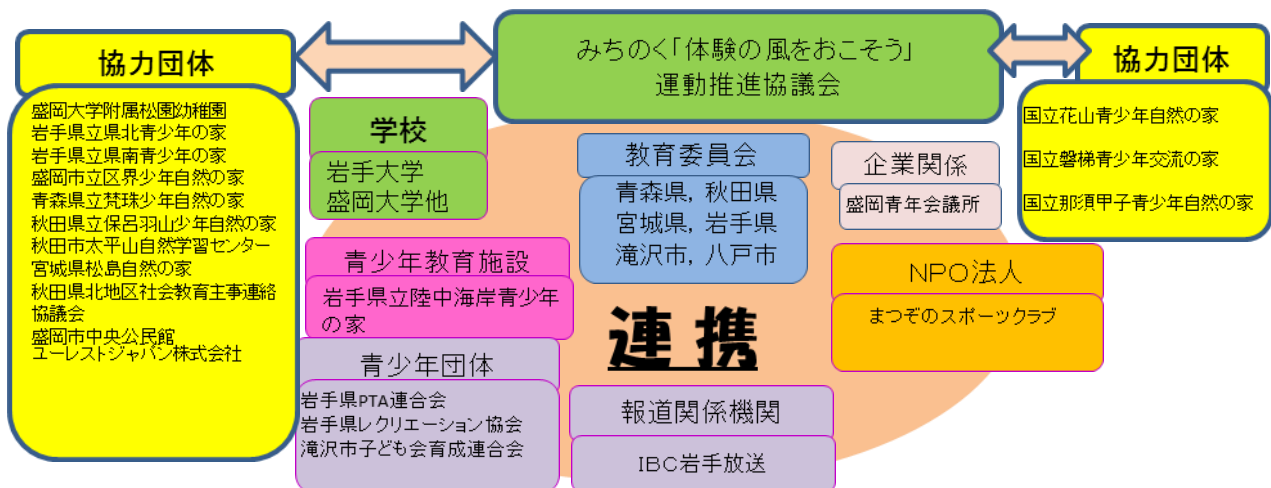 みちのく「体験の風をおこそう」
運動推進協議会
協力団体
盛岡大学附属松園幼稚園
岩手県立県北青少年の家
岩手県立県南青少年の家
盛岡市立区界少年自然の家
青森県立梵珠少年自然の家
秋田県立保呂羽山少年自然の家
秋田市太平山自然学習センター
宮城県松島自然の家
秋田県北地区社会教育主事連絡
協議会
盛岡市中央公民館
ユーレストジャパン株式会社
学校
岩手大学
盛岡大学他
青少年教育施設
岩手県立陸中海岸青少年
の家
青少年団体
岩手県PTA連合会
岩手県レクリエーション協会
滝沢市子ども会育成連合会
教育委員会
青森県，秋田県
宮城県，岩手県
滝沢市，八戸市
連携
報道関係機関
IBC岩手放送
企業関係
盛岡青年会議所
NPO法人
まつぞのスポーツクラブ
協力団体
国立花山青少年自然の家
国立磐梯青少年交流の家
国立那須甲子青少年自然の家